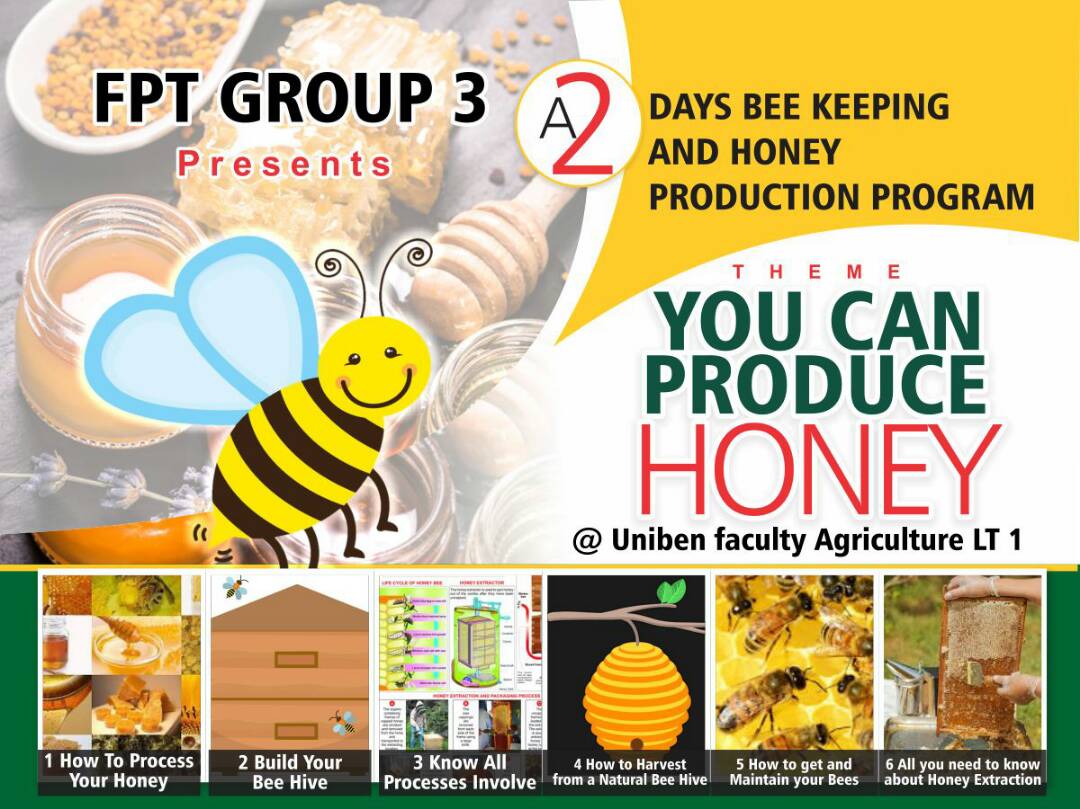 FPT GROUP 3
Presents
A2
DAYS BEE KEEPING
AND HONEY
PRODUCTION PROGRAM
THEME
YOU CAN
PRODUCE
HONEY
@ Uniben faculty Agriculture LT 1
LIFE CYCLE OF HONEY BEE
HONEY EXTRACTOR
HONEY EXTRACTION AND PACKAGING PROCESS
1 How To Process
Your Honey
2 Build Your
Bee Hive
3 Know All
Processes Involve
4 How to Harvest
from a Natural Bee Hive
5 How to get and
Maintain your Bees
6 All you need to know
about Honey Extraction